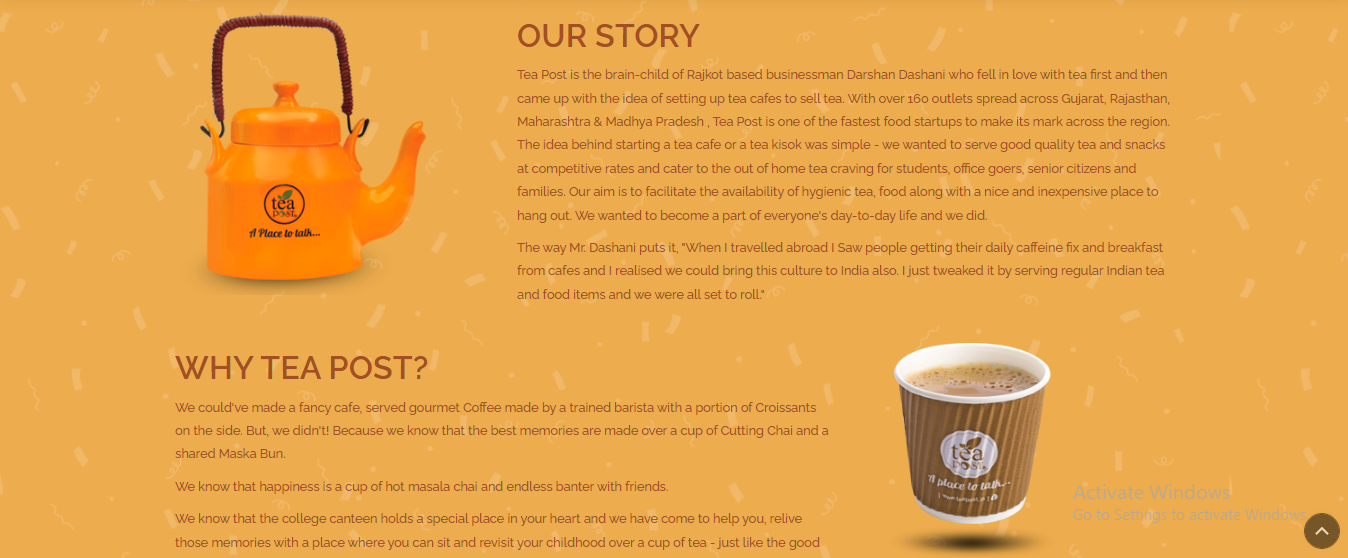 OUR STORY
Tea Post is the brain-child of Rajkot based businessman Darshan Dashani who fell in love with tea first and then
came up with the idea of setting up tea cafes to sell tea. With over 160 outlets spread across Gujarat, Rajasthan,
Maharashtra & Madhya Pradesh , Tea Post is one of the fastest food startups to make its mark across the region.
The idea behind starting a tea cafe or a tea kisok was simple - we wanted to serve good quality tea and snacks
at competitive rates and cater to the out of home tea craving for students, office goers, senior citizens and
families. Our aim is to facilitate the availability of hygienic tea, food along with a nice and inexpensive place to
hang out. We wanted to become a part of everyone's day-to-day life and we did.
The way Mr. Dashani puts it, "When I travelled abroad I Saw people getting their daily caffeine fix and breakfast
from cafes and I realised we could bring this culture to India also. I just tweaked it by serving regular Indian tea
and food items and we were all set to roll."
tea
POST
A Place to talk...
WHY TEA POST?
We could've made a fancy cafe, served gourmet Coffee made by a trained barista with a portion of Croissants
on the side. But, we didn't! Because we know that the best memories are made over a cup of Cutting Chai and a
shared Maska Bun.
We know that happiness is a cup of hot masala chai and endless banter with friends.
We know that the college canteen holds a special place in your heart and we have come to help you, relive
those memories with a place where you can sit and revisit your childhood over a cup of tea - just like the good
tea
POST
A place to talk...
Activate Windows
Go to Settings to activate Windows.